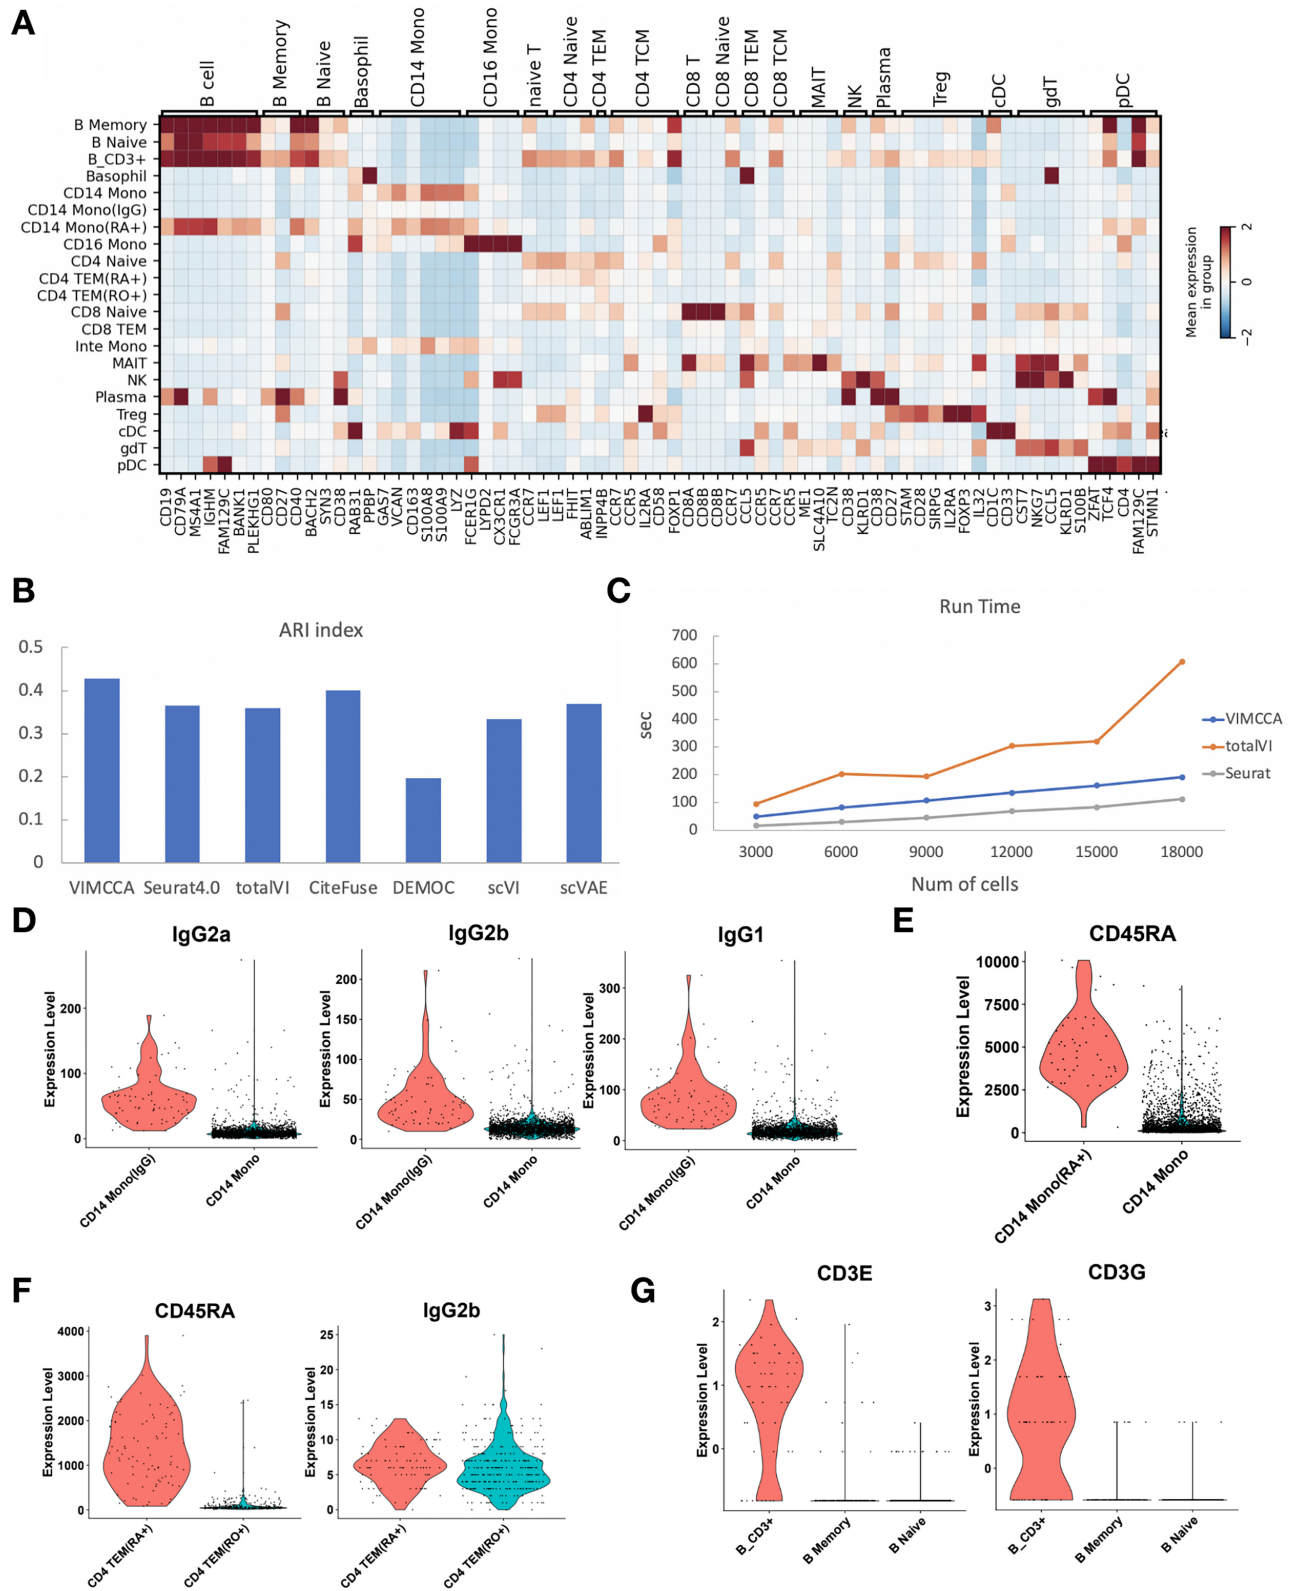 A
B cell
B Memory
B Naive
Basophil
CD14 Mono
CD16 Mono
naive T
CD4 Naive
CD4 TEM
CD4 TCM
CD8 T
CD8 Naive
CD8 TEM
CD8 TCM
MAIT
NK
Plasma
Treg
cDC
gdT
pDC
B Memory
B Naive
B_CD3+
Basophil
CD14 Mono
CD14 Mono(IgG)
CD14 Mono(RA+)
CD16 Mono
CD4 Naive
CD4 TEM(RA+)
CD4 TEM(RO+)
CD8 Naive
CD8 TEM
Inte Mono
MAIT
NK
Plasma
Treg
cDC
gdT
pDC
CD19
CD79A
MS4A1
IGHM
FAM129C
BANK1
PLEKHG1
CD80
CD27
CD40
BACH2
SYN3
CD38
RAB31
PPBP
GAS7
VCAN
CD163
S100A8
S100A9
LYZ
FCER1G
LYPD2
CX3CR1
FCGR3A
CCR7
LEF1
LEF1
FHIT
ABLIM1
INPP4B
CCR7
CCR5
IL2RA
CD58
FOXP1
CD8A
CD8B
CD8B
CCR7
CCL5
CCR5
CCR7
CCR5
ME1
SLC4A10
TC2N
CD38
KLRD1
CD38
CD27
STAM
CD28
SIRPG
IL2RA
FOXP3
IL32
CD1C
CD33
CST7
NKG7
CCL5
KLRD1
S100B
ZFAT
TCF4
CD4
FAM129C
STMN1
Mean expression
in group
2
0
−2
B
ARI index
0.5
0.4
0.3
0.2
0.1
0
VIMCCA Seurat4.0 totalVI CiteFuse DEMOC scVI scVAE
C
Run Time
sec
700
600
500
400
300
200
100
0
3000 6000 9000 12000 15000 18000
Num of cells
VIMCCA
totalVI
Seurat
D
IgG2a
Expression Level
200
100
0
CD14 Mono(IgG)
CD14 Mono
IgG2b
Expression Level
200
150
100
50
0
CD14 Mono(IgG)
CD14 Mono
IgG1
Expression Level
300
200
100
0
CD14 Mono(IgG)
CD14 Mono
E
CD45RA
Expression Level
10000
7500
5000
2500
0
CD14 Mono(RA+)
CD14 Mono
F
CD45RA
Expression Level
4000
3000
2000
1000
0
CD4 TEM(RA+)
CD4 TEM(RO+)
IgG2b
Expression Level
25
20
15
10
5
0
CD4 TEM(RA+)
CD4 TEM(RO+)
G
CD3E
Expression Level
2
1
0
B_CD3+
B Memory
B Naive
CD3G
Expression Level
3
2
1
0
B_CD3+
B Memory
B Naive